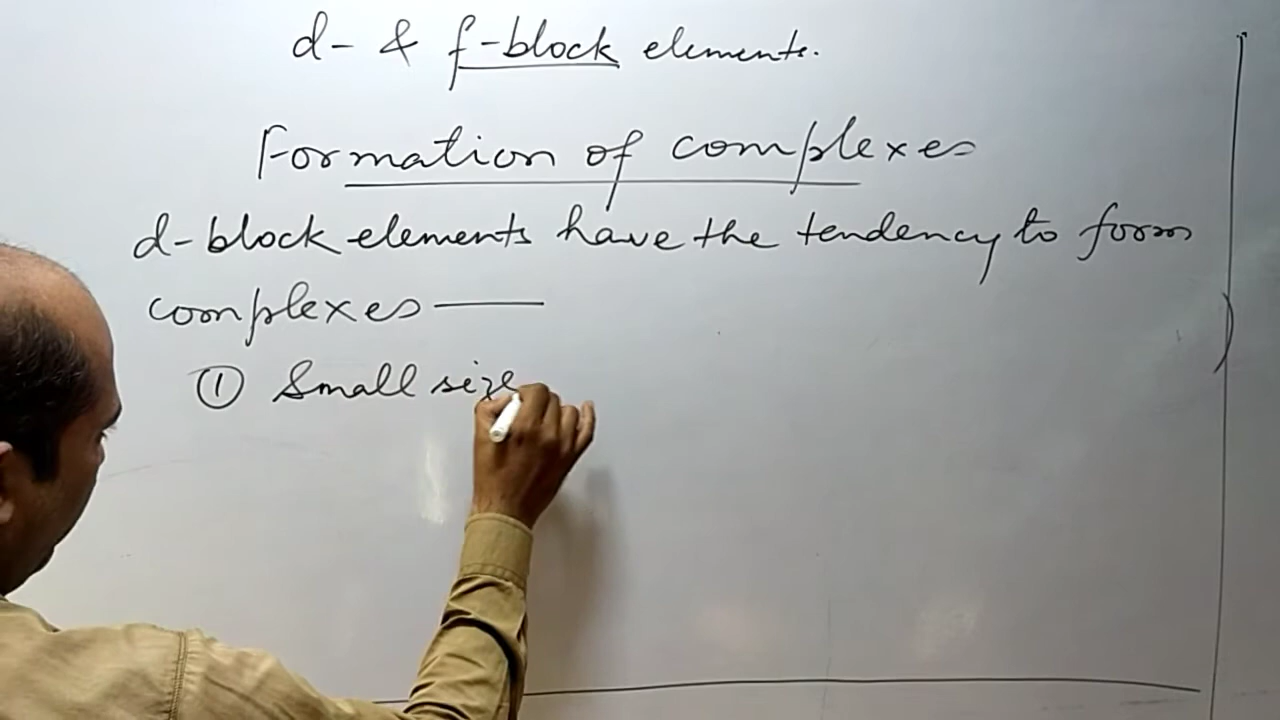 d- & f-block elements.
Formation of complexes
d-block elements have the tendency to form
complexes —
① Small size